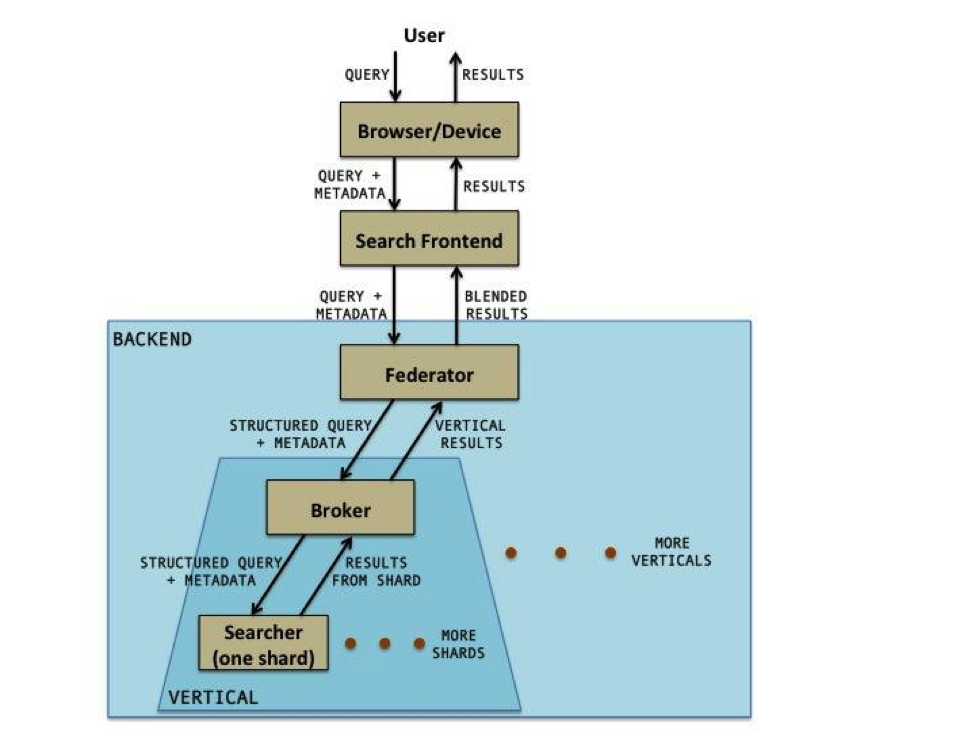 User
QUERY
RESULTS
Browser/Device
QUERY +
METADATA
RESULTS
Search Frontend
QUERY +
METADATA
BLENDED
RESULTS
BACKEND
Federator
STRUCTURED QUERY
+ METADATA
VERTICAL
RESULTS
Broker
STRUCTURED QUERY
+ METADATA
RESULTS
FROM SHARD
MORE
VERTICALS
Searcher
(one shard)
MORE
SHARDS
VERTICAL